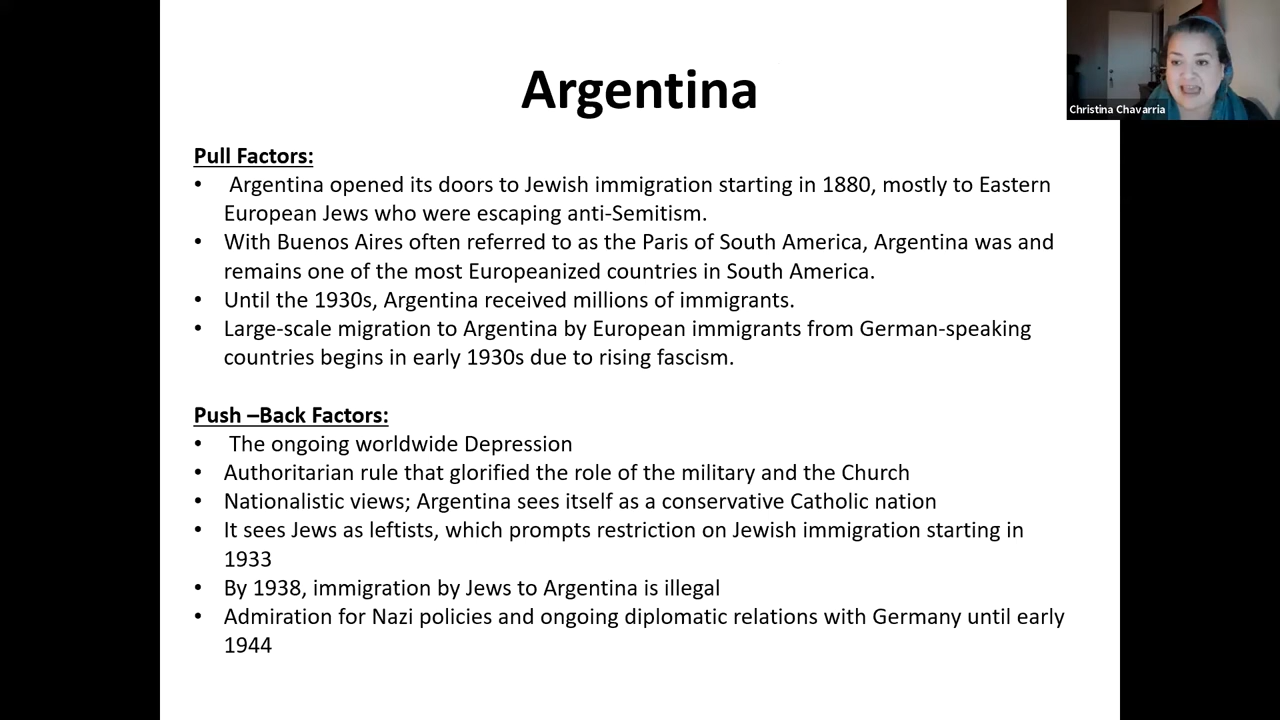 Argentina
Christina Chavarria
Pull Factors:
• Argentina opened its doors to Jewish immigration starting in 1880, mostly to Eastern
European Jews who were escaping anti-Semitism.
• With Buenos Aires often referred to as the Paris of South America, Argentina was and
remains one of the most Europeanized countries in South America.
• Until the 1930s, Argentina received millions of immigrants.
• Large-scale migration to Argentina by European immigrants from German-speaking
countries begins in early 1930s due to rising fascism.
Push –Back Factors:
• The ongoing worldwide Depression
• Authoritarian rule that glorified the role of the military and the Church
• Nationalistic views; Argentina sees itself as a conservative Catholic nation
• It sees Jews as leftists, which prompts restriction on Jewish immigration starting in
1933
• By 1938, immigration by Jews to Argentina is illegal
• Admiration for Nazi policies and ongoing diplomatic relations with Germany until early
1944